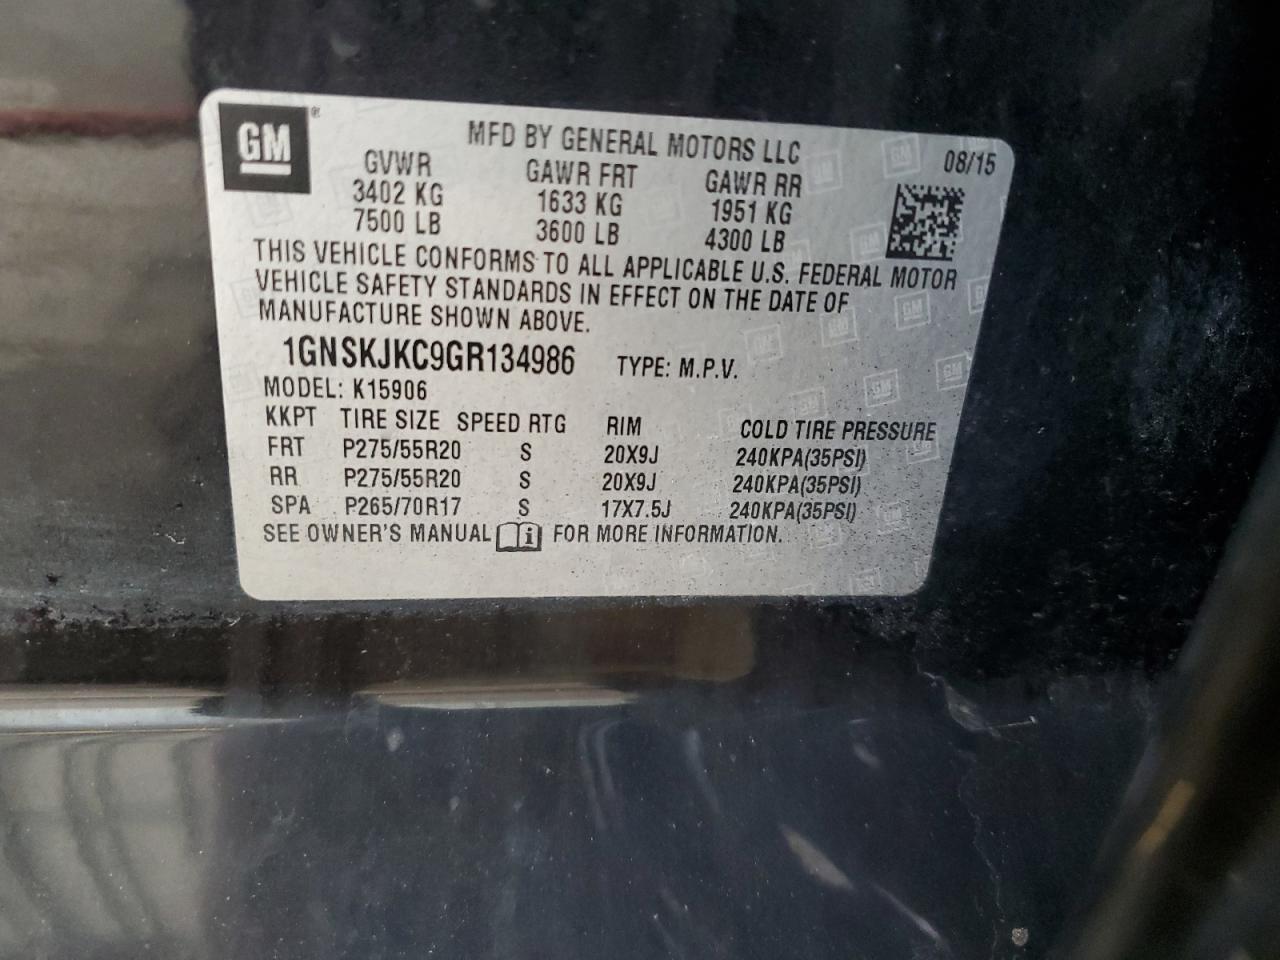 GM ®
MFD BY GENERAL MOTORS LLC
08/15
GVWR GAWR FRT GAWR RR
3402 KG 1633 KG 1951 KG
7500 LB 3600 LB 4300 LB
THIS VEHICLE CONFORMS TO ALL APPLICABLE U.S. FEDERAL MOTOR
VEHICLE SAFETY STANDARDS IN EFFECT ON THE DATE OF
MANUFACTURE SHOWN ABOVE.
1GNSKJKC9GR134986 TYPE: M.P.V.
MODEL: K15906
KKPT TIRE SIZE SPEED RTG RIM COLD TIRE PRESSURE
FRT P275/55R20 S 20X9J 240KPA(35PSI)
RR P275/55R20 S 20X9J 240KPA(35PSI)
SPA P265/70R17 S 17X7.5J 240KPA(35PSI)
SEE OWNER'S MANUAL i FOR MORE INFORMATION.